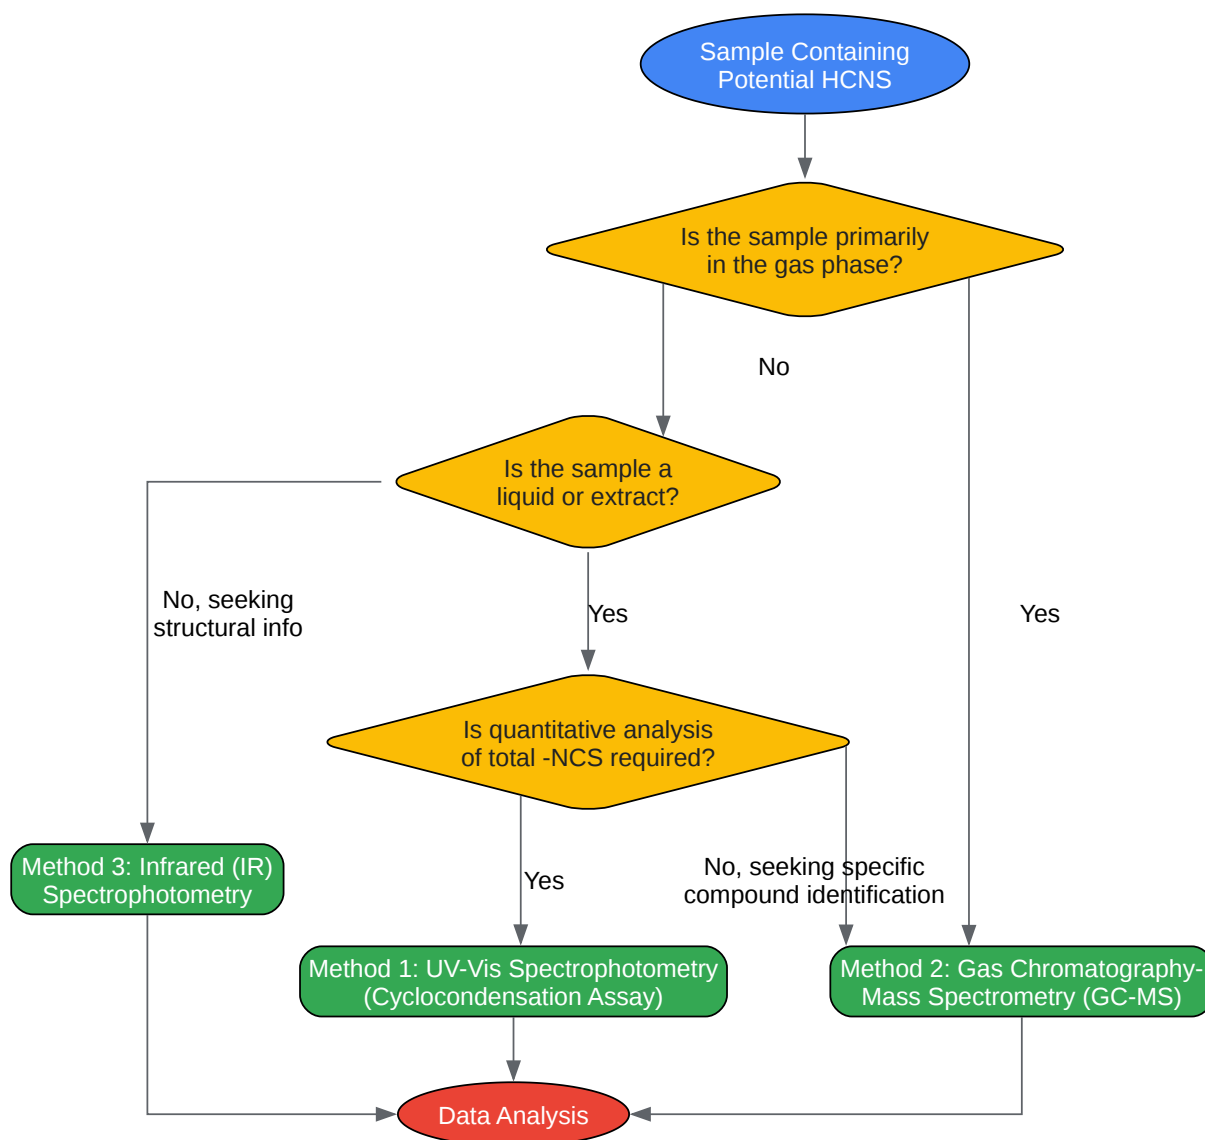 Sample Containing
Potential HCNS
Is the sample primarily
in the gas phase?
No
Is the sample a
liquid or extract?
No, seeking
structural info
Yes
Yes
Is quantitative analysis
of total -NCS required?
Method 3: Infrared (IR)
Spectrophotometry
Yes
No, seeking specific
compound identification
Method 1: UV-Vis Spectrophotometry
(Cyclocondensation Assay)
Method 2: Gas Chromatography-
Mass Spectrometry (GC-MS)
Data Analysis